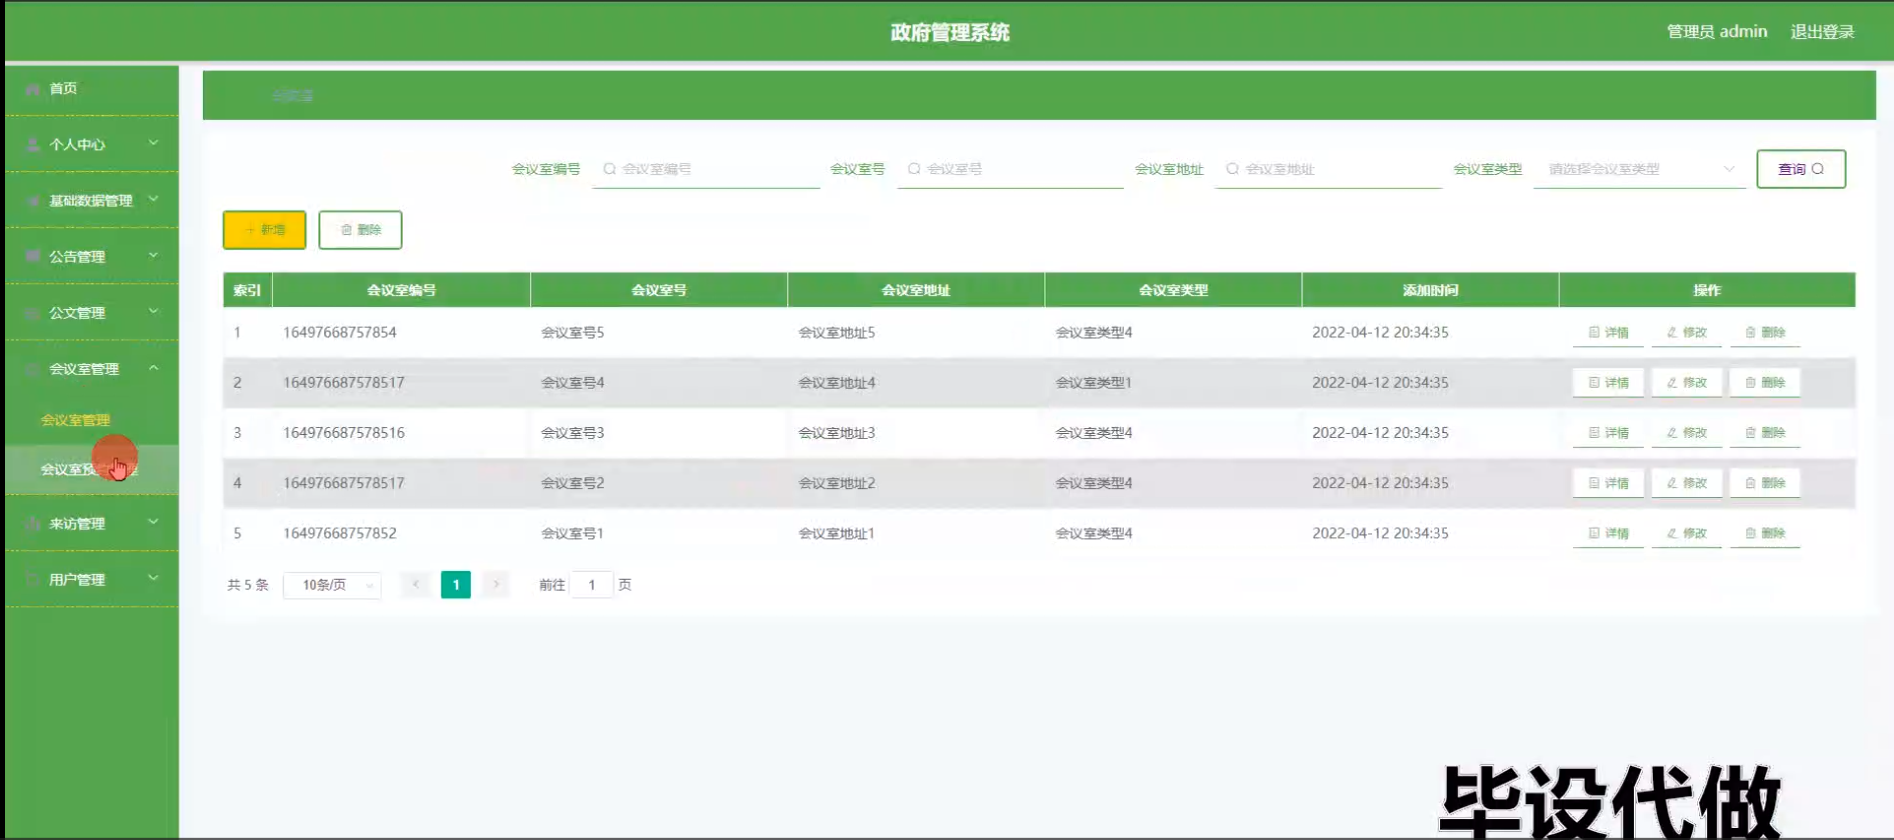 政府管理系统
管理员 admin 退出登录
首页
个人中心
基础数据管理
公告管理
公文管理
会议室管理
会议室管理
会议室预
来访管理
用户管理
会议室
会议室编号 会议室编号 会议室号 会议室号 会议室地址 会议室地址 会议室类型 请选择会议室类型 查询
+ 新增 删除
索引 会议室编号 会议室号 会议室地址 会议室类型 添加时间 操作
1 16497668757854 会议室号5 会议室地址5 会议室类型4 2022-04-12 20:34:35 详情 修改 删除
2 164976687578517 会议室号4 会议室地址4 会议室类型1 2022-04-12 20:34:35 详情 修改 删除
3 164976687578516 会议室号3 会议室地址3 会议室类型4 2022-04-12 20:34:35 详情 修改 删除
4 164976687578517 会议室号2 会议室地址2 会议室类型4 2022-04-12 20:34:35 详情 修改 删除
5 16497668757852 会议室号1 会议室地址1 会议室类型4 2022-04-12 20:34:35 详情 修改 删除
共 5 条 10条/页 < 1 > 前往 1 页
毕设代做